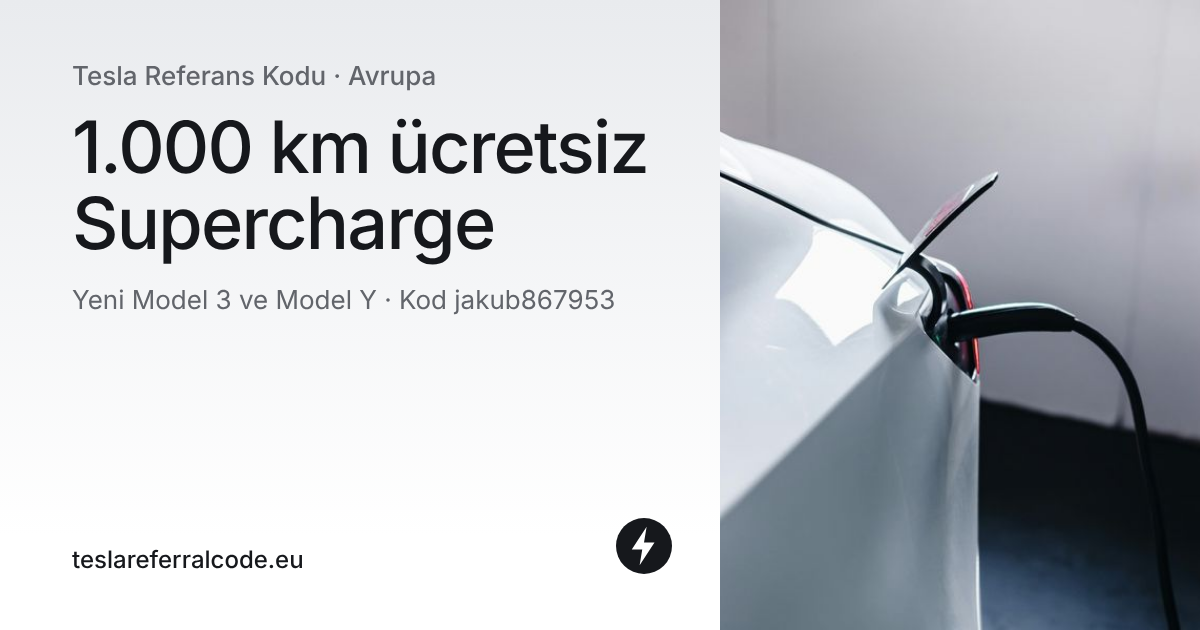 Tesla Referans Kodu · Avrupa
1.000 km ücretsiz
Supercharge
Yeni Model 3 ve Model Y · Kod jakub867953
teslareferralcode.eu